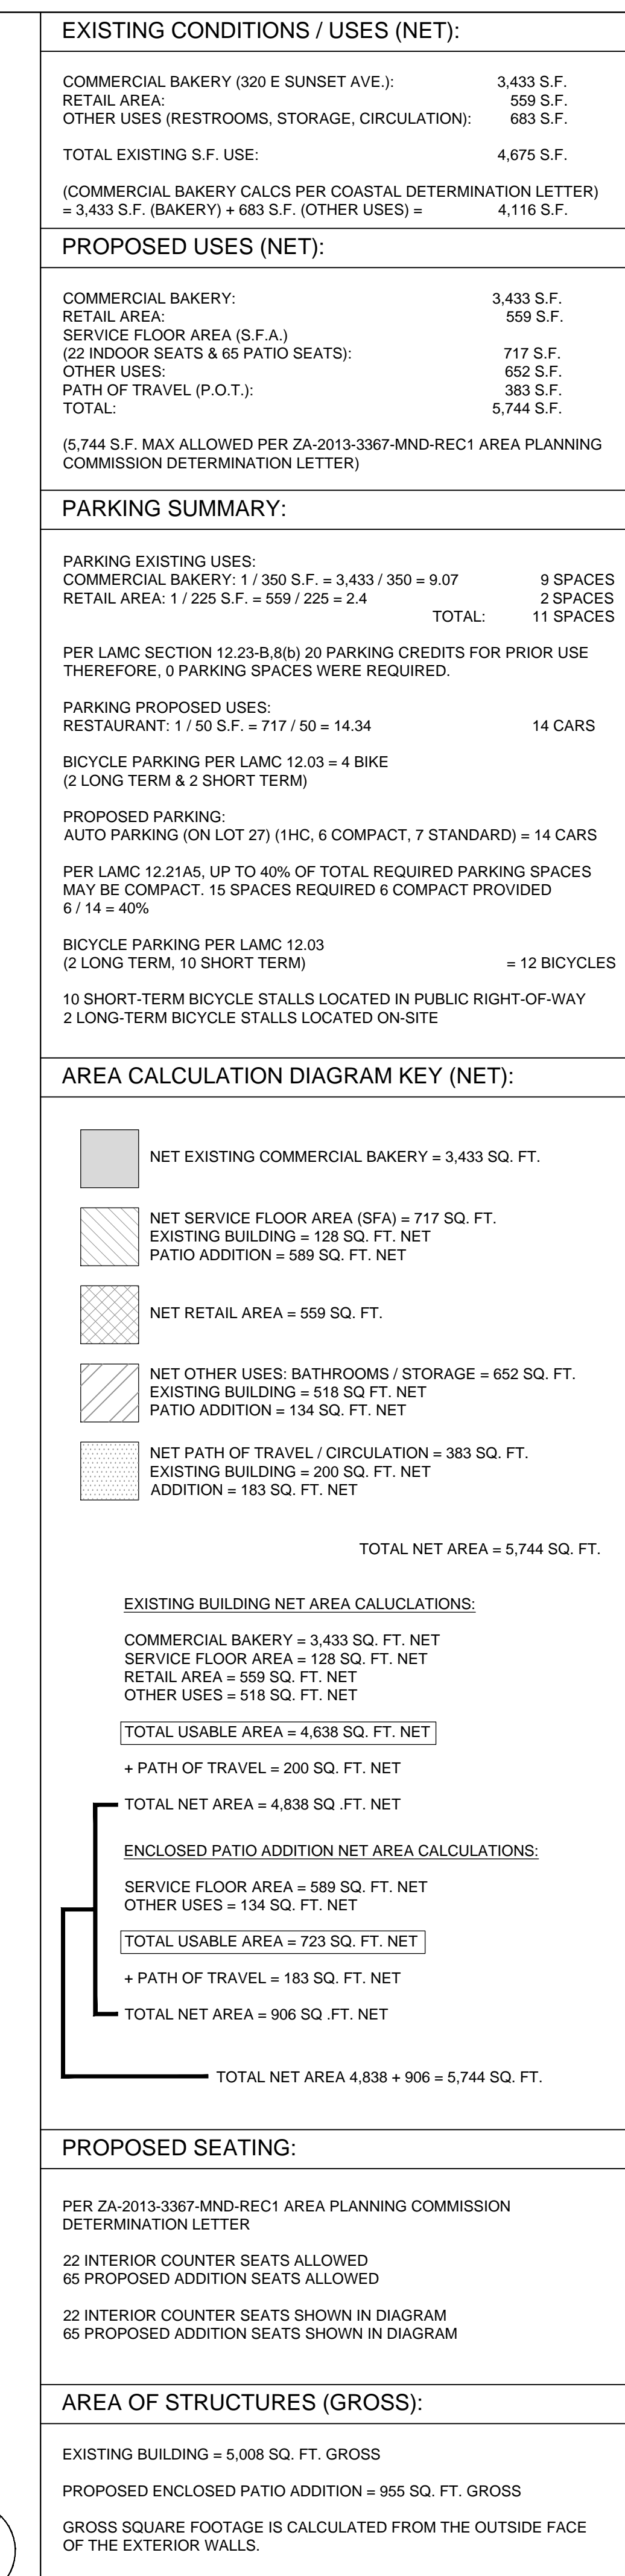 EXISTING CONDITIONS / USES (NET):
COMMERCIAL BAKERY (320 E SUNSET AVE.): 3,433 S.F.
RETAIL AREA: 559 S.F.
OTHER USES (RESTROOMS, STORAGE, CIRCULATION): 683 S.F.
TOTAL EXISTING S.F. USE: 4,675 S.F.
(COMMERCIAL BAKERY CALCS PER COASTAL DETERMINATION LETTER)
= 3,433 S.F. (BAKERY) + 683 S.F. (OTHER USES) = 4,116 S.F.
PROPOSED USES (NET):
COMMERCIAL BAKERY: 3,433 S.F.
RETAIL AREA: 559 S.F.
SERVICE FLOOR AREA (S.F.A.)
(22 INDOOR SEATS & 65 PATIO SEATS): 717 S.F.
OTHER USES: 652 S.F.
PATH OF TRAVEL (P.O.T.): 383 S.F.
TOTAL: 5,744 S.F.
(5,744 S.F. MAX ALLOWED PER ZA-2013-3367-MND-REC1 AREA PLANNING
COMMISSION DETERMINATION LETTER)
PARKING SUMMARY:
PARKING EXISTING USES:
COMMERCIAL BAKERY: 1 / 350 S.F. = 3,433 / 350 = 9.07 9 SPACES
RETAIL AREA: 1 / 225 S.F. = 559 / 225 = 2.4 2 SPACES
TOTAL: 11 SPACES
PER LAMC SECTION 12.23-B,8(b) 20 PARKING CREDITS FOR PRIOR USE
THEREFORE, 0 PARKING SPACES WERE REQUIRED.
PARKING PROPOSED USES:
RESTAURANT: 1 / 50 S.F. = 717 / 50 = 14.34 14 CARS
BICYCLE PARKING PER LAMC 12.03 = 4 BIKE
(2 LONG TERM & 2 SHORT TERM)
PROPOSED PARKING:
AUTO PARKING (ON LOT 27) (1HC, 6 COMPACT, 7 STANDARD) = 14 CARS
PER LAMC 12.21A5, UP TO 40% OF TOTAL REQUIRED PARKING SPACES
MAY BE COMPACT. 15 SPACES REQUIRED 6 COMPACT PROVIDED
6 / 14 = 40%
BICYCLE PARKING PER LAMC 12.03
(2 LONG TERM, 10 SHORT TERM) = 12 BICYCLES
10 SHORT-TERM BICYCLE STALLS LOCATED IN PUBLIC RIGHT-OF-WAY
2 LONG-TERM BICYCLE STALLS LOCATED ON-SITE
AREA CALCULATION DIAGRAM KEY (NET):
NET EXISTING COMMERCIAL BAKERY = 3,433 SQ. FT.
NET SERVICE FLOOR AREA (SFA) = 717 SQ. FT.
EXISTING BUILDING = 128 SQ. FT. NET
PATIO ADDITION = 589 SQ. FT. NET
NET RETAIL AREA = 559 SQ. FT.
NET OTHER USES: BATHROOMS / STORAGE = 652 SQ. FT.
EXISTING BUILDING = 518 SQ FT. NET
PATIO ADDITION = 134 SQ. FT. NET
NET PATH OF TRAVEL / CIRCULATION = 383 SQ. FT.
EXISTING BUILDING = 200 SQ. FT. NET
ADDITION = 183 SQ. FT. NET
TOTAL NET AREA = 5,744 SQ. FT.
EXISTING BUILDING NET AREA CALUCLATIONS:
COMMERCIAL BAKERY = 3,433 SQ. FT. NET
SERVICE FLOOR AREA = 128 SQ. FT. NET
RETAIL AREA = 559 SQ. FT. NET
OTHER USES = 518 SQ. FT. NET
TOTAL USABLE AREA = 4,638 SQ. FT. NET
+ PATH OF TRAVEL = 200 SQ. FT. NET
TOTAL NET AREA = 4,838 SQ .FT. NET
ENCLOSED PATIO ADDITION NET AREA CALCULATIONS:
SERVICE FLOOR AREA = 589 SQ. FT. NET
OTHER USES = 134 SQ. FT. NET
TOTAL USABLE AREA = 723 SQ. FT. NET
+ PATH OF TRAVEL = 183 SQ. FT. NET
TOTAL NET AREA = 906 SQ .FT. NET
TOTAL NET AREA 4,838 + 906 = 5,744 SQ. FT.
PROPOSED SEATING:
PER ZA-2013-3367-MND-REC1 AREA PLANNING COMMISSION
DETERMINATION LETTER
22 INTERIOR COUNTER SEATS ALLOWED
65 PROPOSED ADDITION SEATS ALLOWED
22 INTERIOR COUNTER SEATS SHOWN IN DIAGRAM
65 PROPOSED ADDITION SEATS SHOWN IN DIAGRAM
AREA OF STRUCTURES (GROSS):
EXISTING BUILDING = 5,008 SQ. FT. GROSS
PROPOSED ENCLOSED PATIO ADDITION = 955 SQ. FT. GROSS
GROSS SQUARE FOOTAGE IS CALCULATED FROM THE OUTSIDE FACE
OF THE EXTERIOR WALLS.